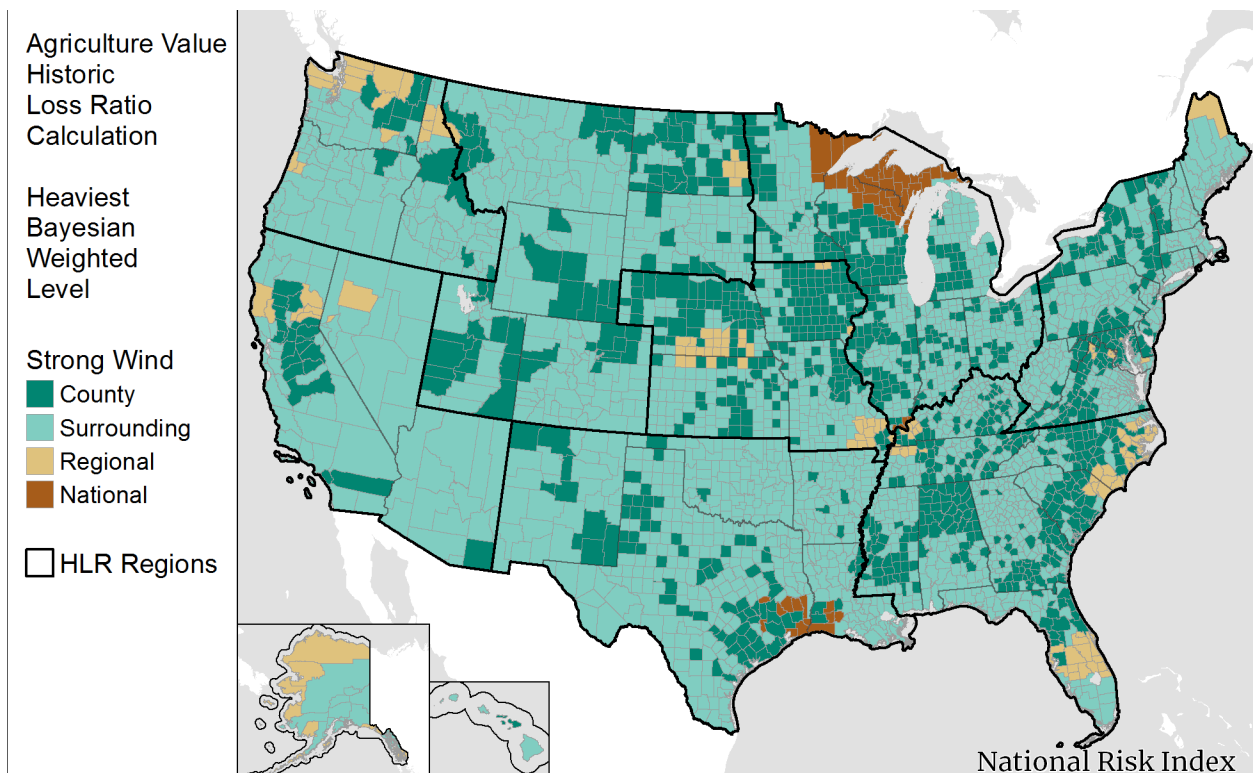 Agriculture Value
Historic
Loss Ratio
Calculation
Heaviest
Bayesian
Weighted
Level
Strong Wind
County
Surrounding
Regional
National
HLR Regions
National Risk Index